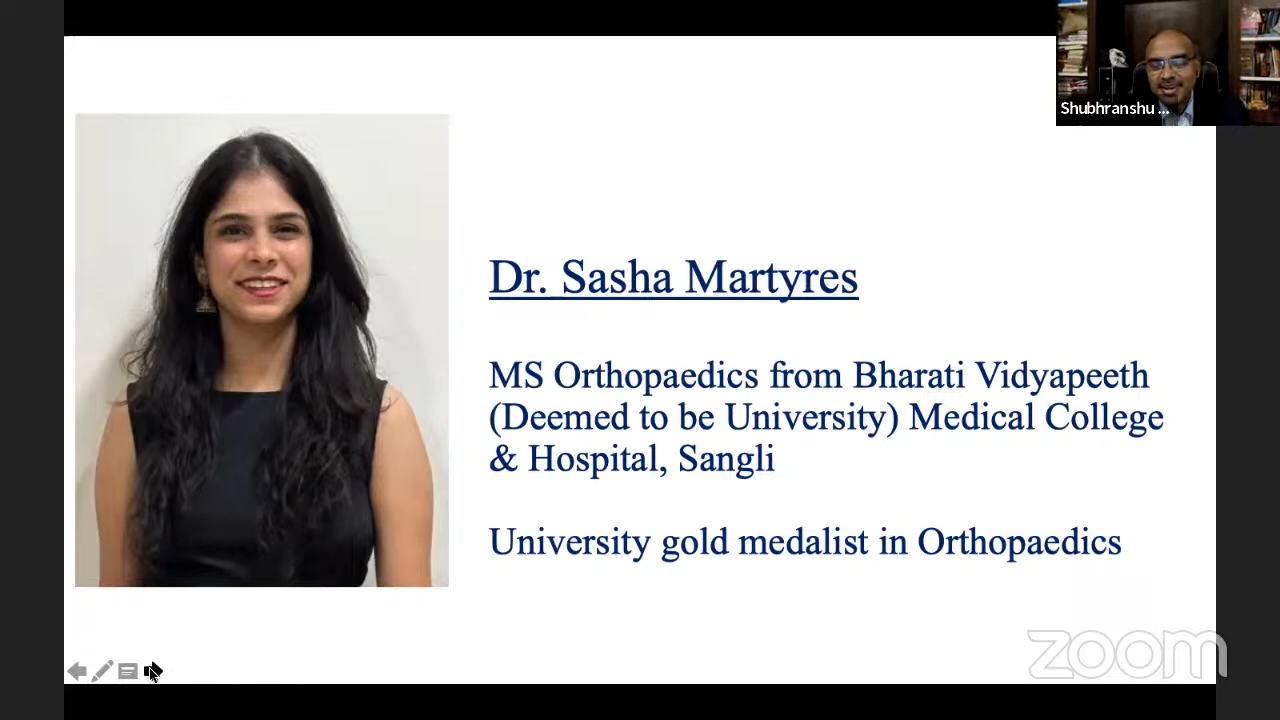 Shubhranshu ...
Dr. Sasha Martyres
MS Orthopaedics from Bharati Vidyapeeth
(Deemed to be University) Medical College
& Hospital, Sangli
University gold medalist in Orthopaedics
zoom